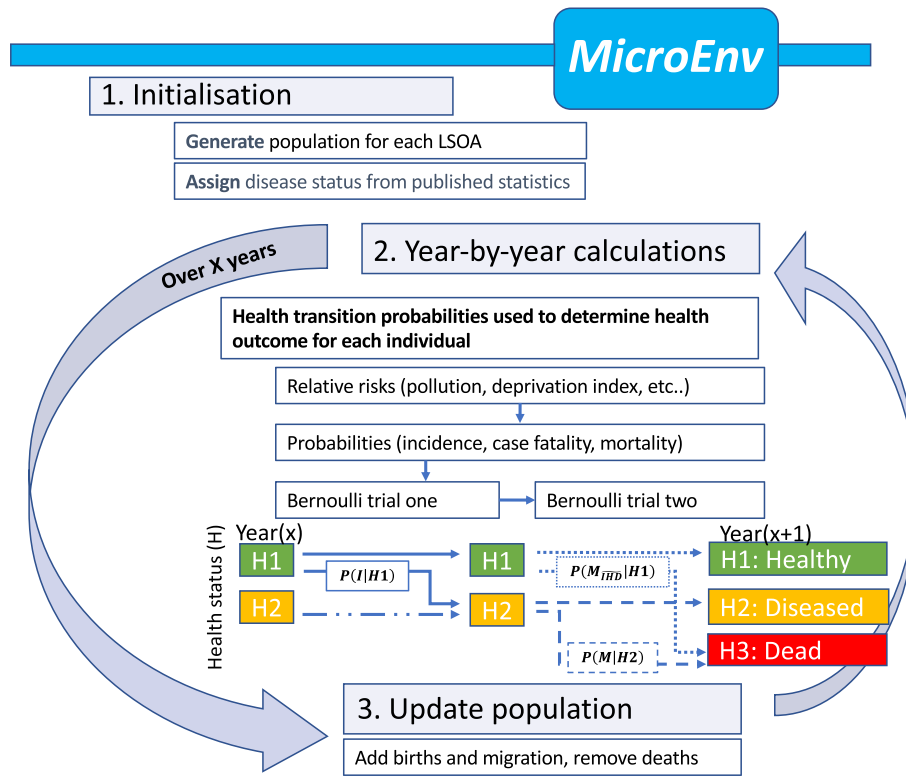 MicroEnv
1. Initialisation
Generate population for each LSOA
Assign disease status from published statistics
Over X years
2. Year-by-year calculations
Health transition probabilities used to determine health
outcome for each individual
Relative risks (pollution, deprivation index, etc..)
Probabilities (incidence, case fatality, mortality)
Bernoulli trial one
Bernoulli trial two
Health status (H)
Year(x)
Year(x+1)
H1
H1
H1: Healthy
P(I|H1)
P(M_{\overline{IHD}}|H1)
H2
H2
H2: Diseased
P(M|H2)
H3: Dead
3. Update population
Add births and migration, remove deaths